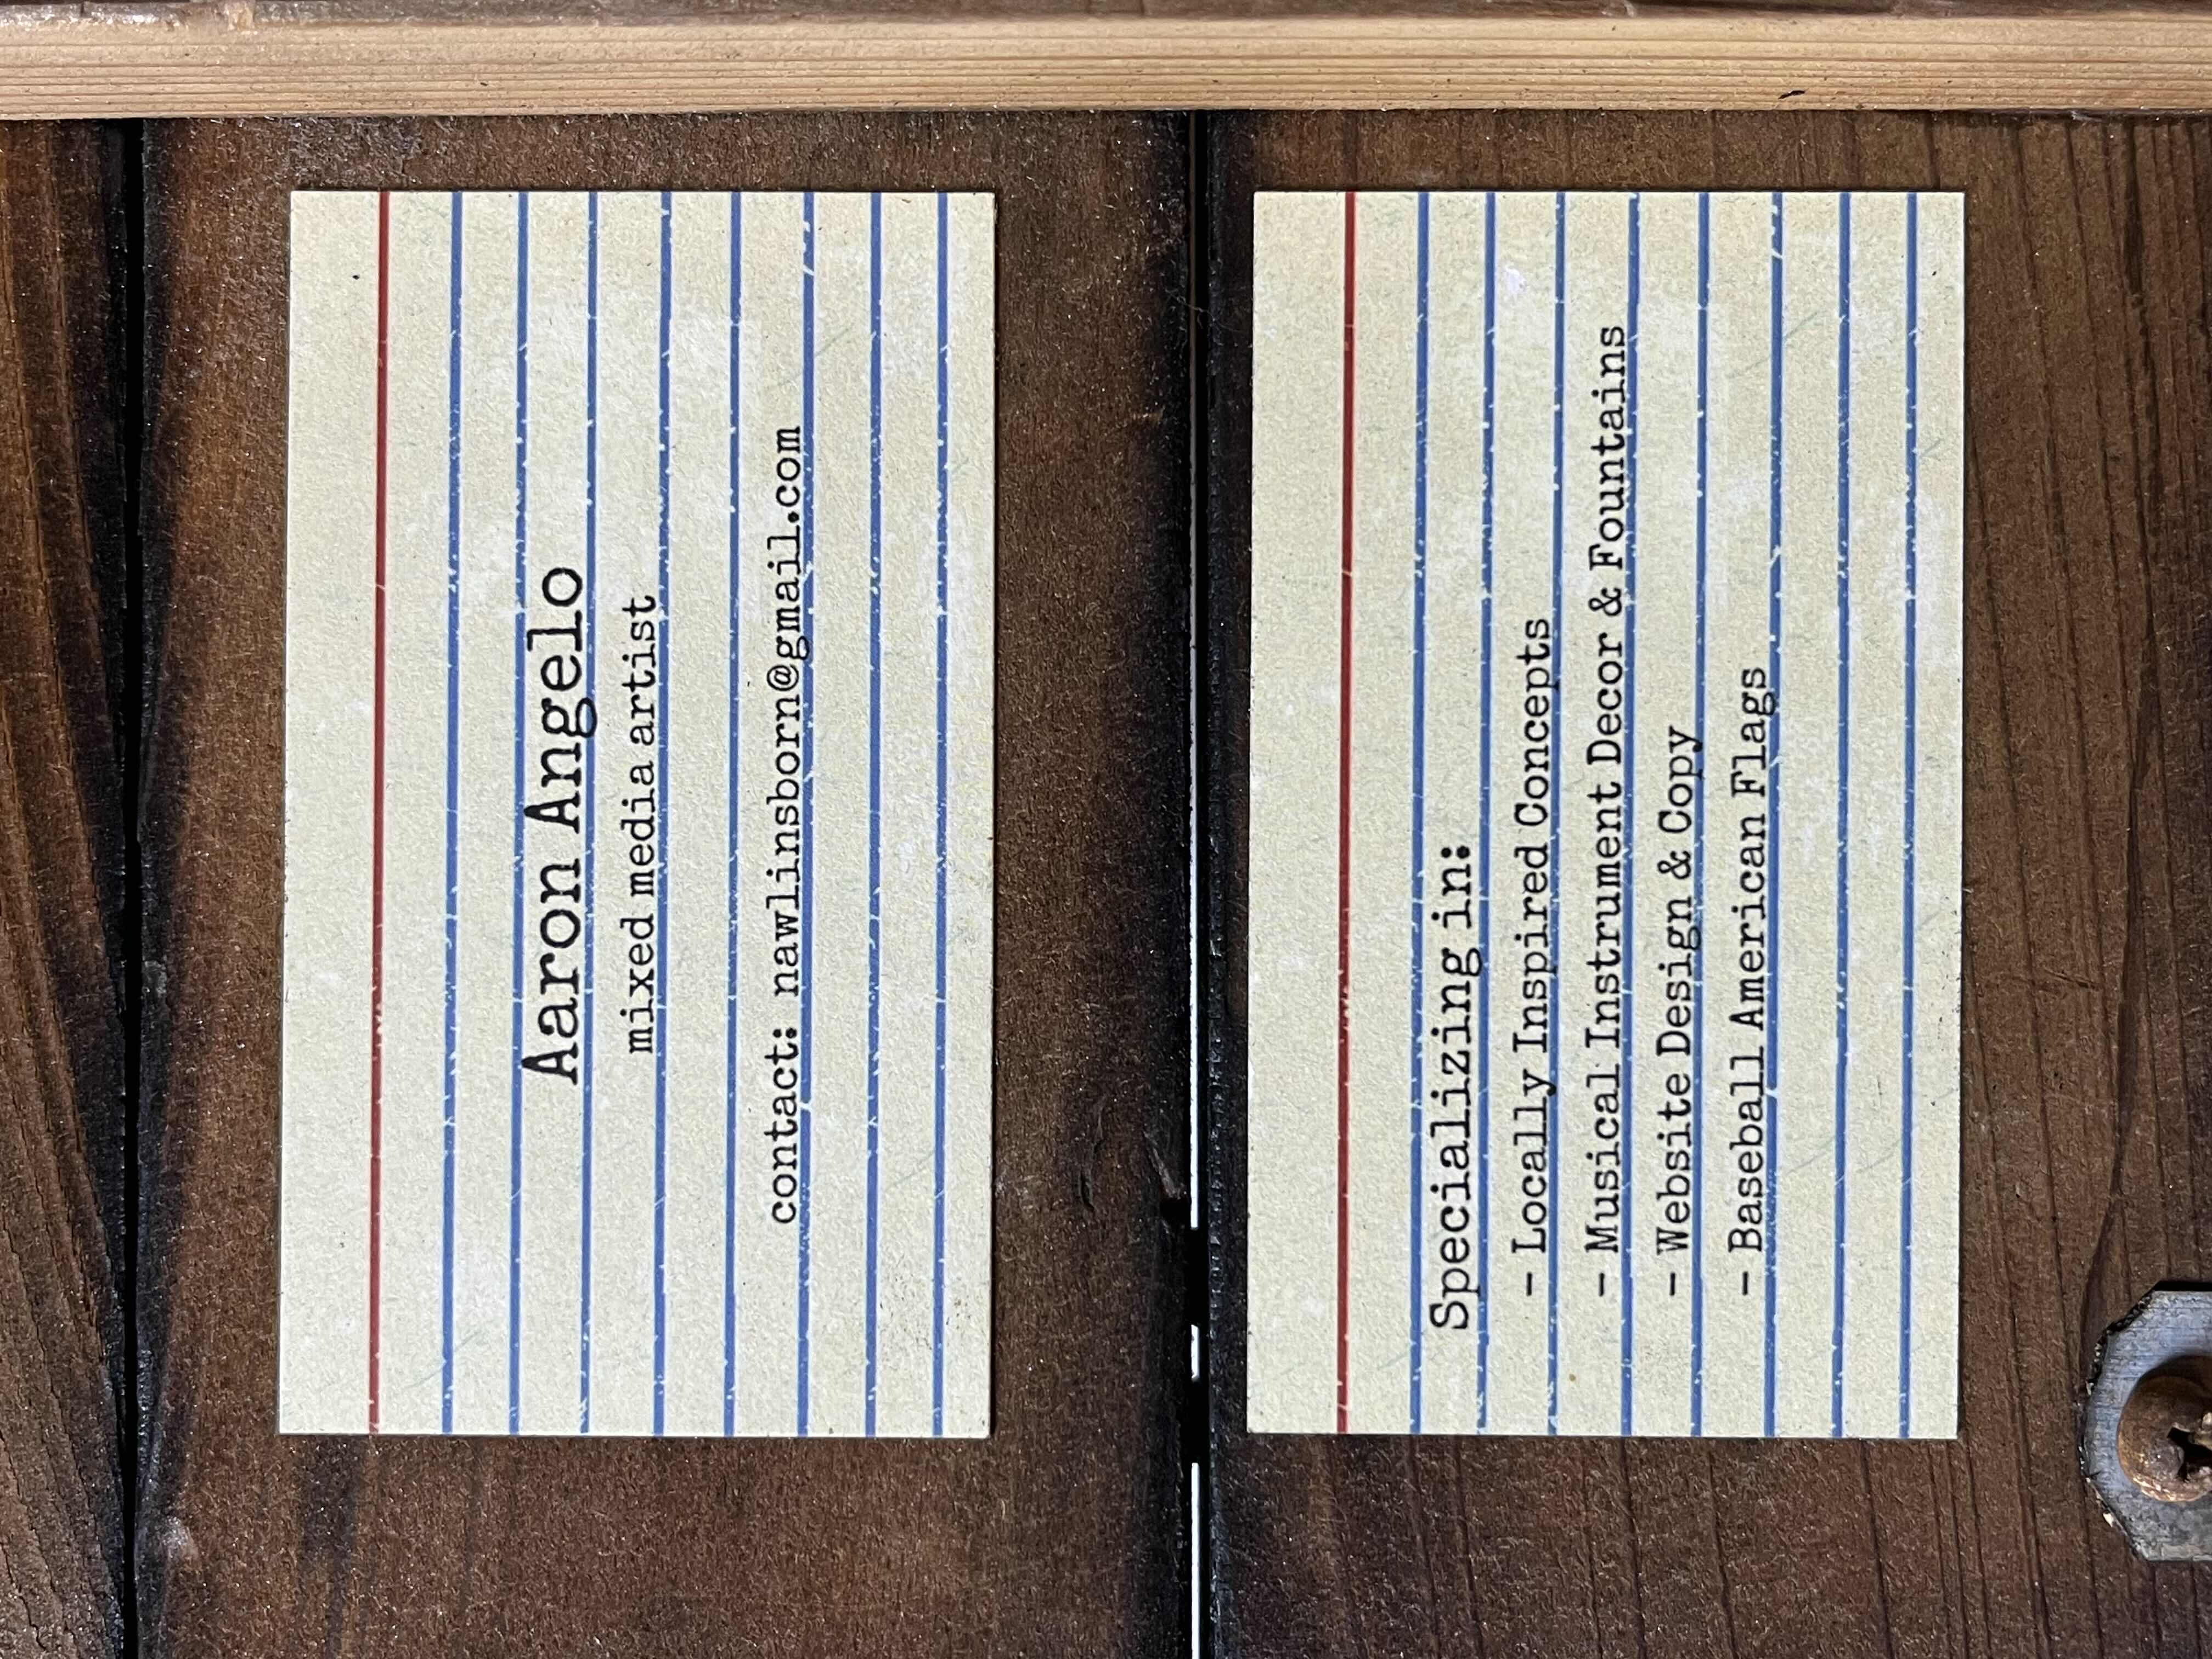 Aaron Angelo
mixed media artist
contact: nawlinsborn@gmail.com
Specializing in:
- Locally Inspired Concepts
- Musical Instrument Decor & Fountains
- Website Design & Copy
- Baseball American Flags